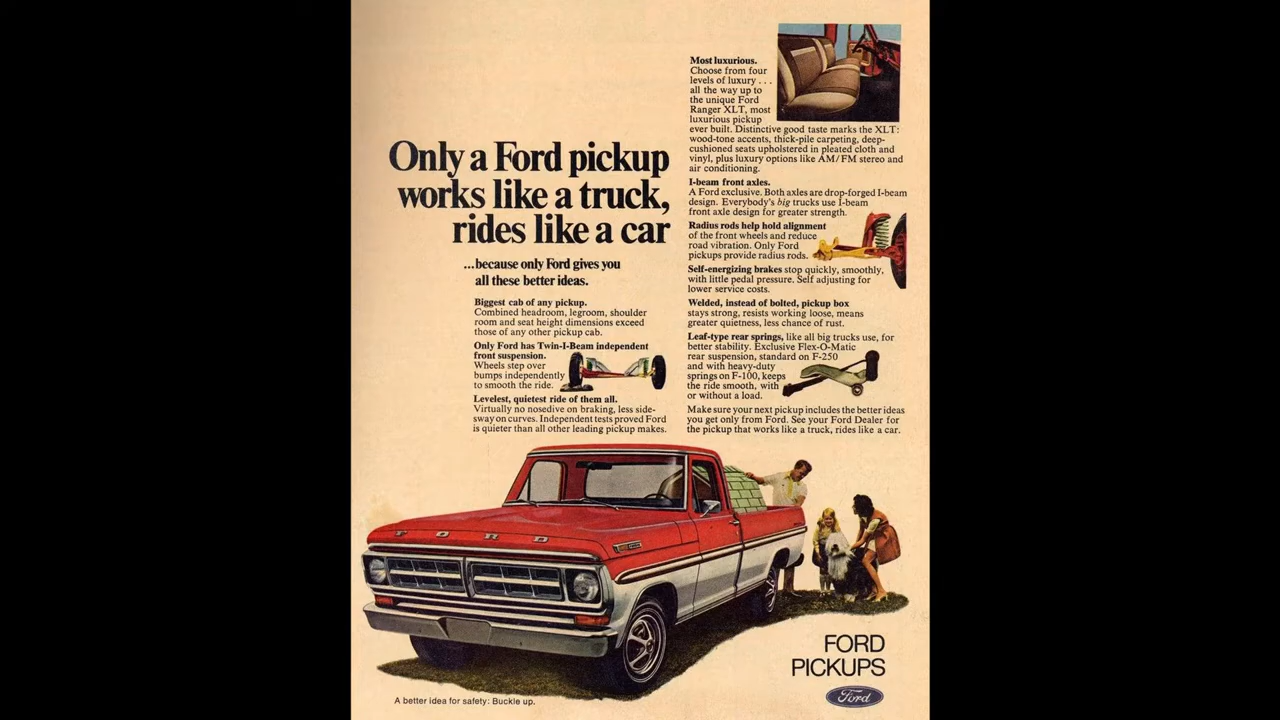 Only a Ford pickup
works like a truck,
rides like a car
...because only Ford gives you
all these better ideas.
Biggest cab of any pickup.
Combined headroom, legroom, shoulder
room and seat height dimensions exceed
those of any other pickup cab.
Only Ford has Twin-I-Beam independent
front suspension.
Wheels step over
bumps independently
to smooth the ride.
Levelest, quietest ride of them all.
Virtually no nosedive on braking, less side-
sway on curves. Independent tests proved Ford
is quieter than all other leading pickup makes.
Most luxurious.
Choose from four
levels of luxury . . .
all the way up to
the unique Ford
Ranger XLT, most
luxurious pickup
ever built. Distinctive good taste marks the XLT:
wood-tone accents, thick-pile carpeting, deep-
cushioned seats upholstered in pleated cloth and
vinyl, plus luxury options like AM/FM stereo and
air conditioning.
I-beam front axles.
A Ford exclusive. Both axles are drop-forged I-beam
design. Everybody's big trucks use I-beam
front axle design for greater strength.
Radius rods help hold alignment
of the front wheels and reduce
road vibration. Only Ford
pickups provide radius rods.
Self-energizing brakes stop quickly, smoothly,
with little pedal pressure. Self adjusting for
lower service costs.
Welded, instead of bolted, pickup box
stays strong, resists working loose, means
greater quietness, less chance of rust.
Leaf-type rear springs, like all big trucks use, for
better stability. Exclusive Flex-O-Matic
rear suspension, standard on F-250
and with heavy-duty
springs on F-100, keeps
the ride smooth, with
or without a load.
Make sure your next pickup includes the better ideas
you get only from Ford. See your Ford Dealer for
the pickup that works like a truck, rides like a car.
FORD
FORD
PICKUPS
Ford
A better idea for safety: Buckle up.